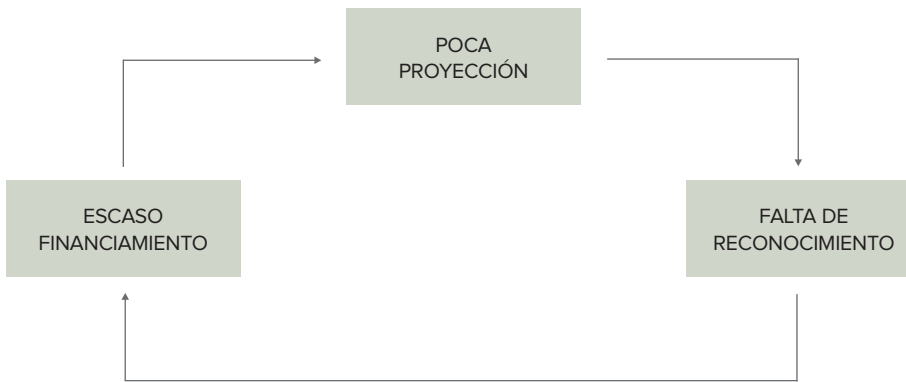 POCA
PROYECCIÓN
ESCASO
FINANCIAMIENTO
FALTA DE
RECONOCIMIENTO